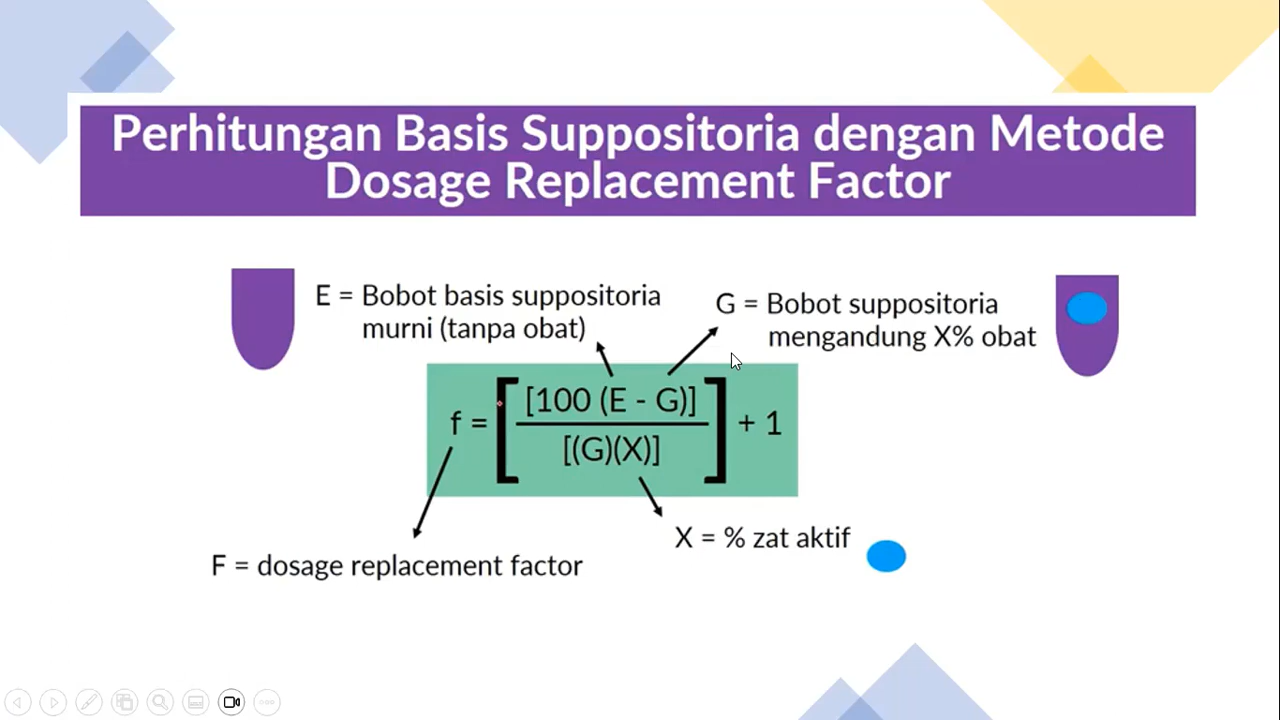 Perhitungan Basis Suppositoria dengan Metode
Dosage Replacement Factor
E = Bobot basis suppositoria
murni (tanpa obat)
G = Bobot suppositoria
mengandung X% obat
f = [ [100 (E - G)] / [(G)(X)] ] + 1
X = % zat aktif
F = dosage replacement factor